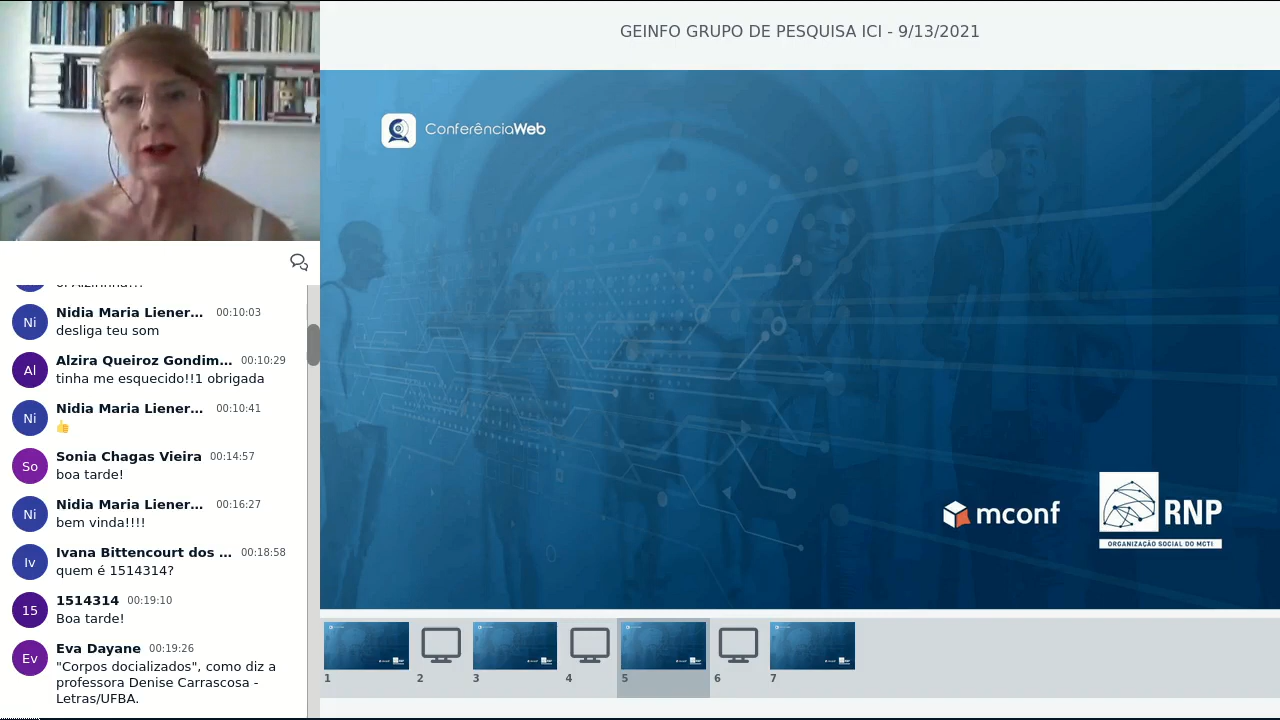 GEINFO GRUPO DE PESQUISA ICI - 9/13/2021
ConferênciaWeb
Nidia Maria Liener... 00:10:03
Ni
desliga teu som
Alzira Queiroz Gondim... 00:10:29
Al
tinha me esquecido!!1 obrigada
Nidia Maria Liener... 00:10:41
Ni
👍
Sonia Chagas Vieira 00:14:57
So
boa tarde!
Nidia Maria Liener... 00:16:27
Ni
bem vinda!!!!
Ivana Bittencourt dos ... 00:18:58
Iv
quem é 1514314?
1514314 00:19:10
15
Boa tarde!
Eva Dayane 00:19:26
Ev
"Corpos docializados", como diz a
professora Denise Carrascosa -
Letras/UFBA.
mconf
RNP
ORGANIZAÇÃO SOCIAL DO MCTI
1 2 3 4 5 6 7